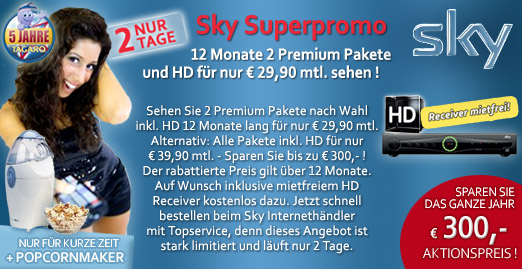 5 JAHRE
TAGARO
2 NUR
TAGE
Sky Superpromo
12 Monate 2 Premium Pakete
und HD für nur € 29,90 mtl. sehen !
sky
Sehen Sie 2 Premium Pakete nach Wahl
inkl. HD 12 Monate lang für nur € 29,90 mtl.
Alternativ: Alle Pakete inkl. HD für nur
€ 39,90 mtl. - Sparen Sie bis zu € 300,- !
Der rabattierte Preis gilt über 12 Monate.
Auf Wunsch inklusive mietfreiem HD
Receiver kostenlos dazu. Jetzt schnell
bestellen beim Sky Internethändler
mit Topservice, denn dieses Angebot ist
stark limitiert und läuft nur 2 Tage.
HD
Receiver mietfrei!
NUR FÜR KURZE ZEIT
+ POPCORNMAKER
SPAREN SIE
DAS GANZE JAHR
€ 300,-
AKTIONSPREIS !